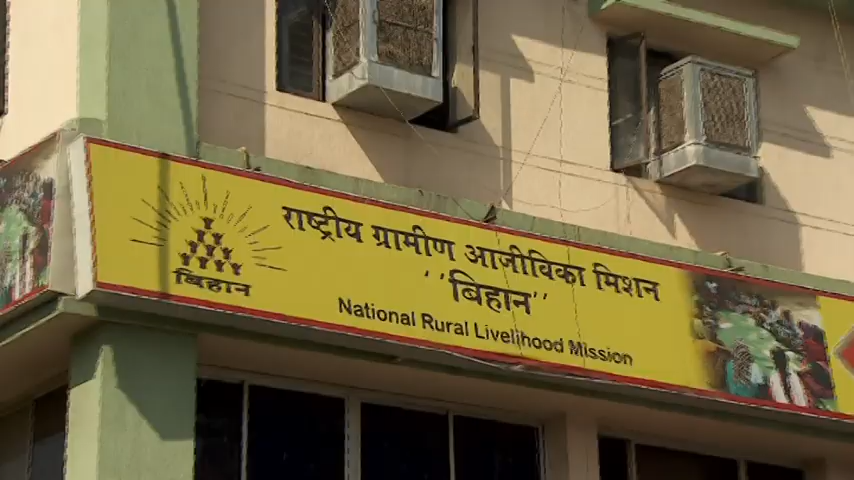 राष्ट्रीय ग्रामीण आजीविका मिशन
''बिहान''
National Rural Livelihood Mission
बिहान